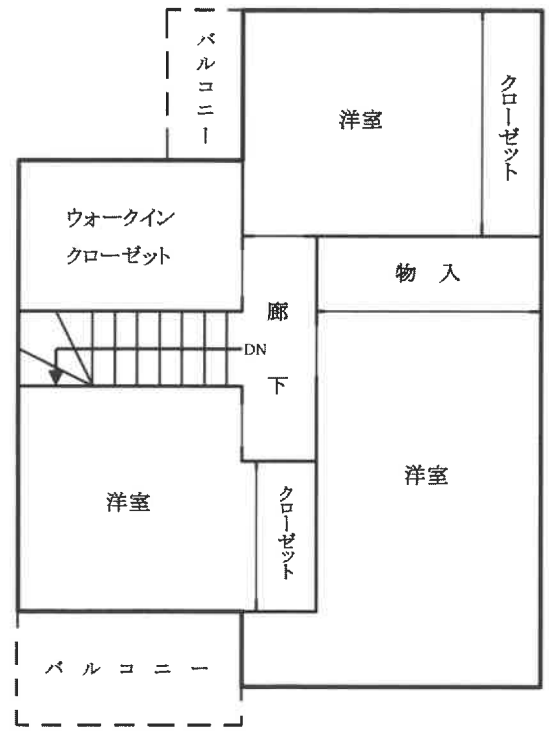 バルコニー
洋室
クローゼット
ウォークイン
クローゼット
物入
廊下
DN
洋室
洋室
クローゼット
バルコニー